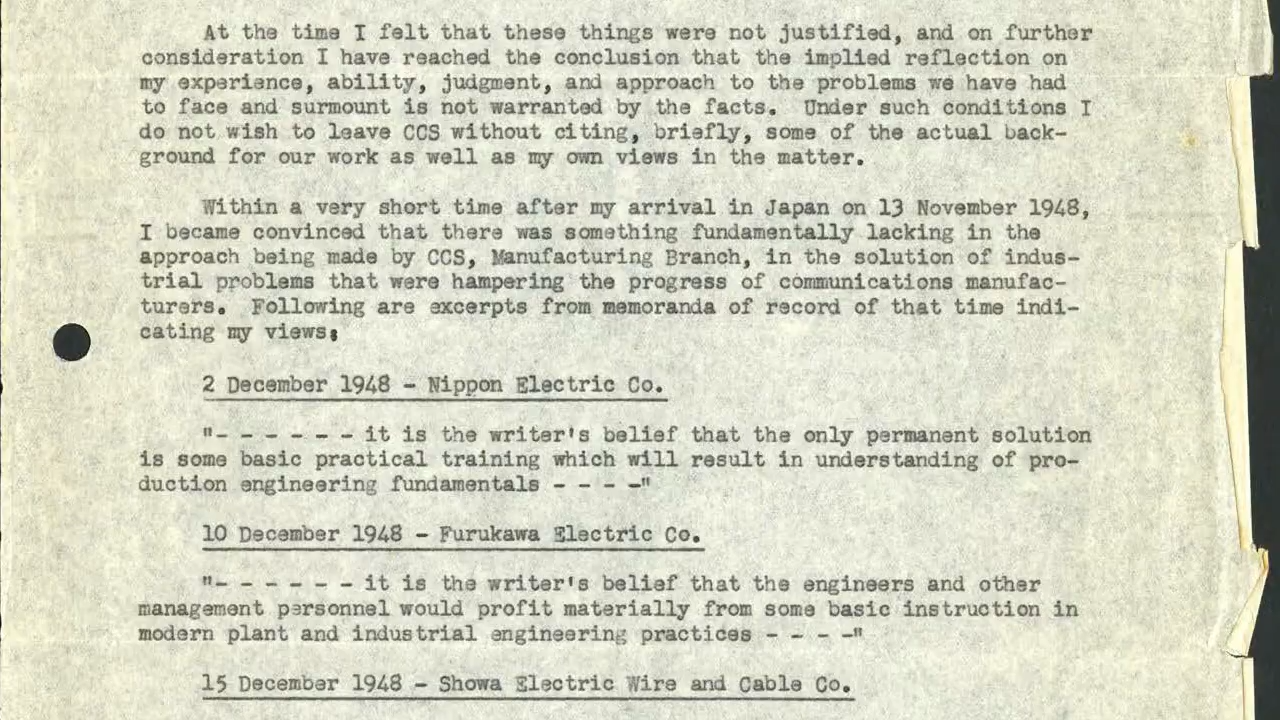 At the time I felt that these things were not justified, and on further
consideration I have reached the conclusion that the implied reflection on
my experience, ability, judgment, and approach to the problems we have had
to face and surmount is not warranted by the facts. Under such conditions I
do not wish to leave CCS without citing, briefly, some of the actual back-
ground for our work as well as my own views in the matter.
Within a very short time after my arrival in Japan on 13 November 1948,
I became convinced that there was something fundamentally lacking in the
approach being made by CCS, Manufacturing Branch, in the solution of indus-
trial problems that were hampering the progress of communications manufac-
turers. Following are excerpts from memoranda of record of that time indi-
cating my views;
2 December 1948 - Nippon Electric Co.
"- - - - - - it is the writer's belief that the only permanent solution
is some basic practical training which will result in understanding of pro-
duction engineering fundamentals - - - -"
10 December 1948 - Furukawa Electric Co.
"- - - - - - it is the writer's belief that the engineers and other
management personnel would profit materially from some basic instruction in
modern plant and industrial engineering practices - - - -"
15 December 1948 - Showa Electric Wire and Cable Co.